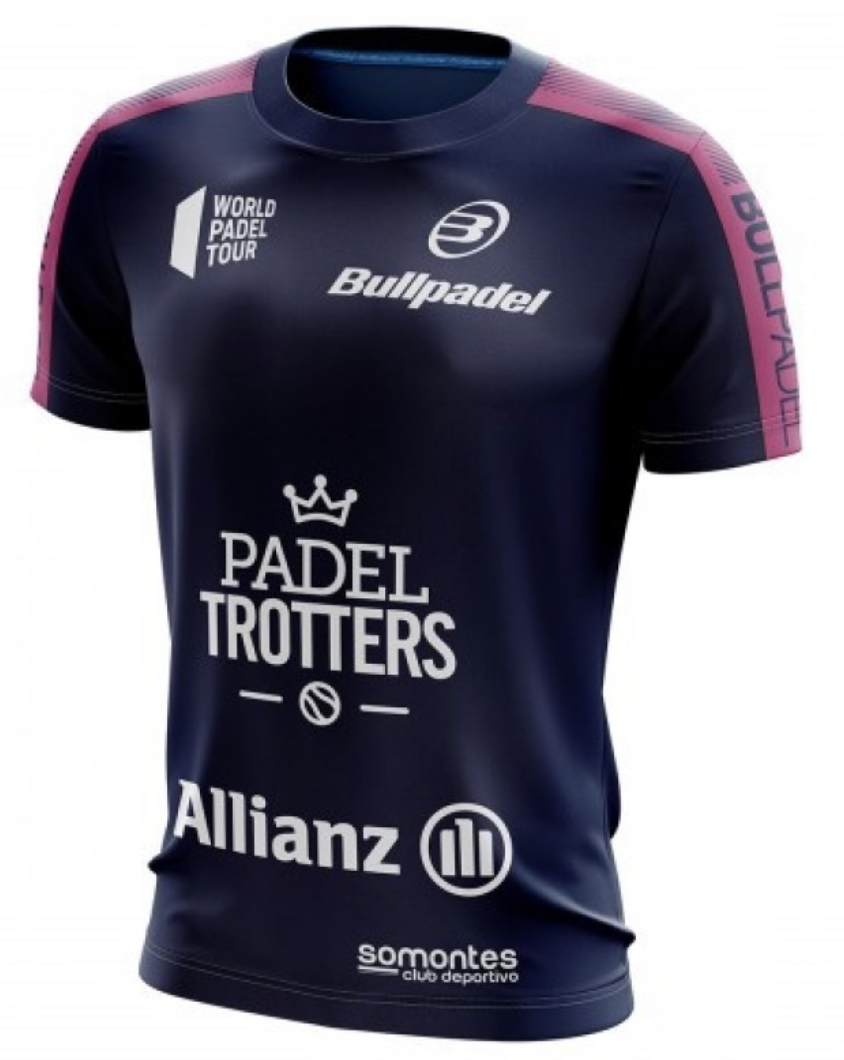 WORLD
PADEL
TOUR
Bullpadel
BULLPADEL
PADEL
TROTTERS
Allianz
somontes
club deportivo